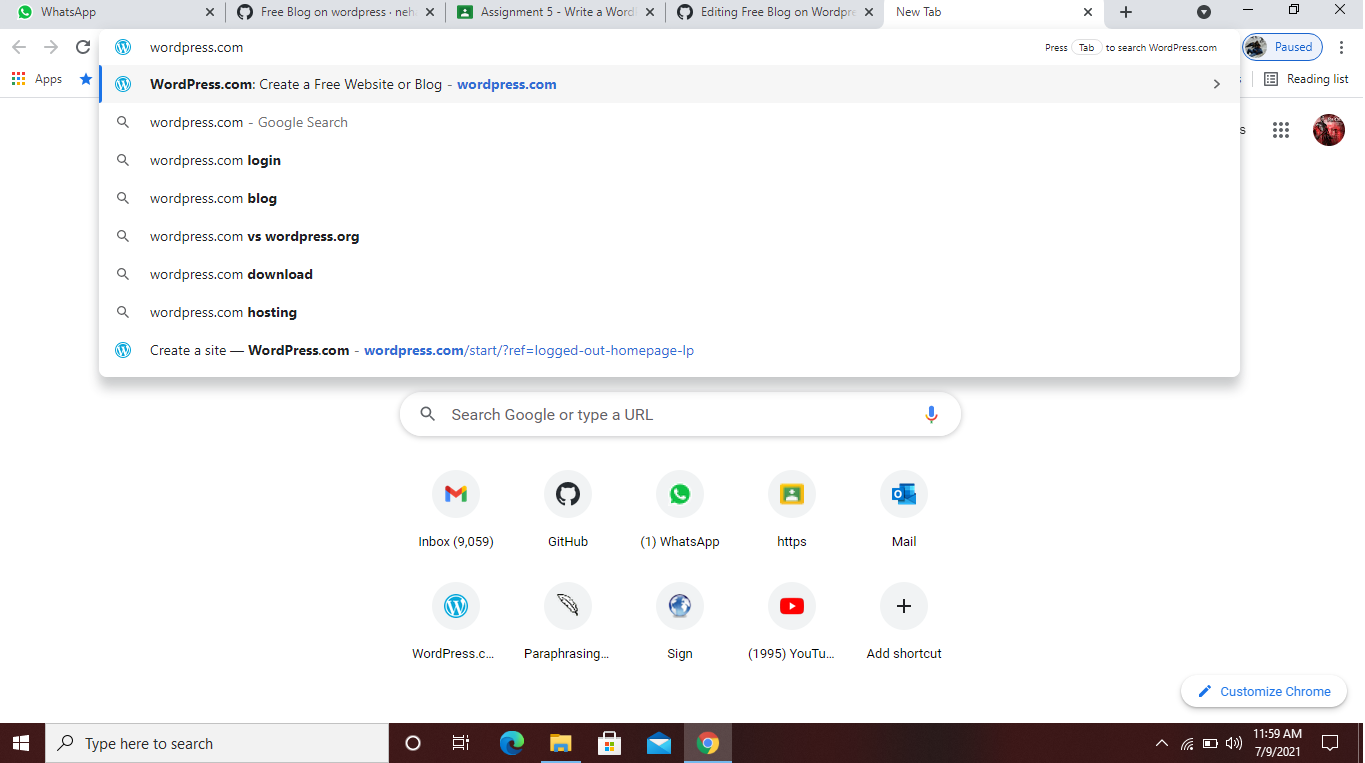 WhatsApp
Free Blog on wordpress · neh
Assignment 5 - Write a Word
Editing Free Blog on Wordpre
New Tab
wordpress.com
Press Tab to search WordPress.com
Paused
Apps
WordPress.com: Create a Free Website or Blog - wordpress.com
Reading list
wordpress.com - Google Search
s
wordpress.com login
wordpress.com blog
wordpress.com vs wordpress.org
wordpress.com download
wordpress.com hosting
Create a site — WordPress.com - wordpress.com/start/?ref=logged-out-homepage-lp
Search Google or type a URL
Inbox (9,059)
GitHub
(1) WhatsApp
https
Mail
WordPress.c...
Paraphrasing...
Sign
(1995) YouTu...
Add shortcut
Customize Chrome
Type here to search
11:59 AM
7/9/2021